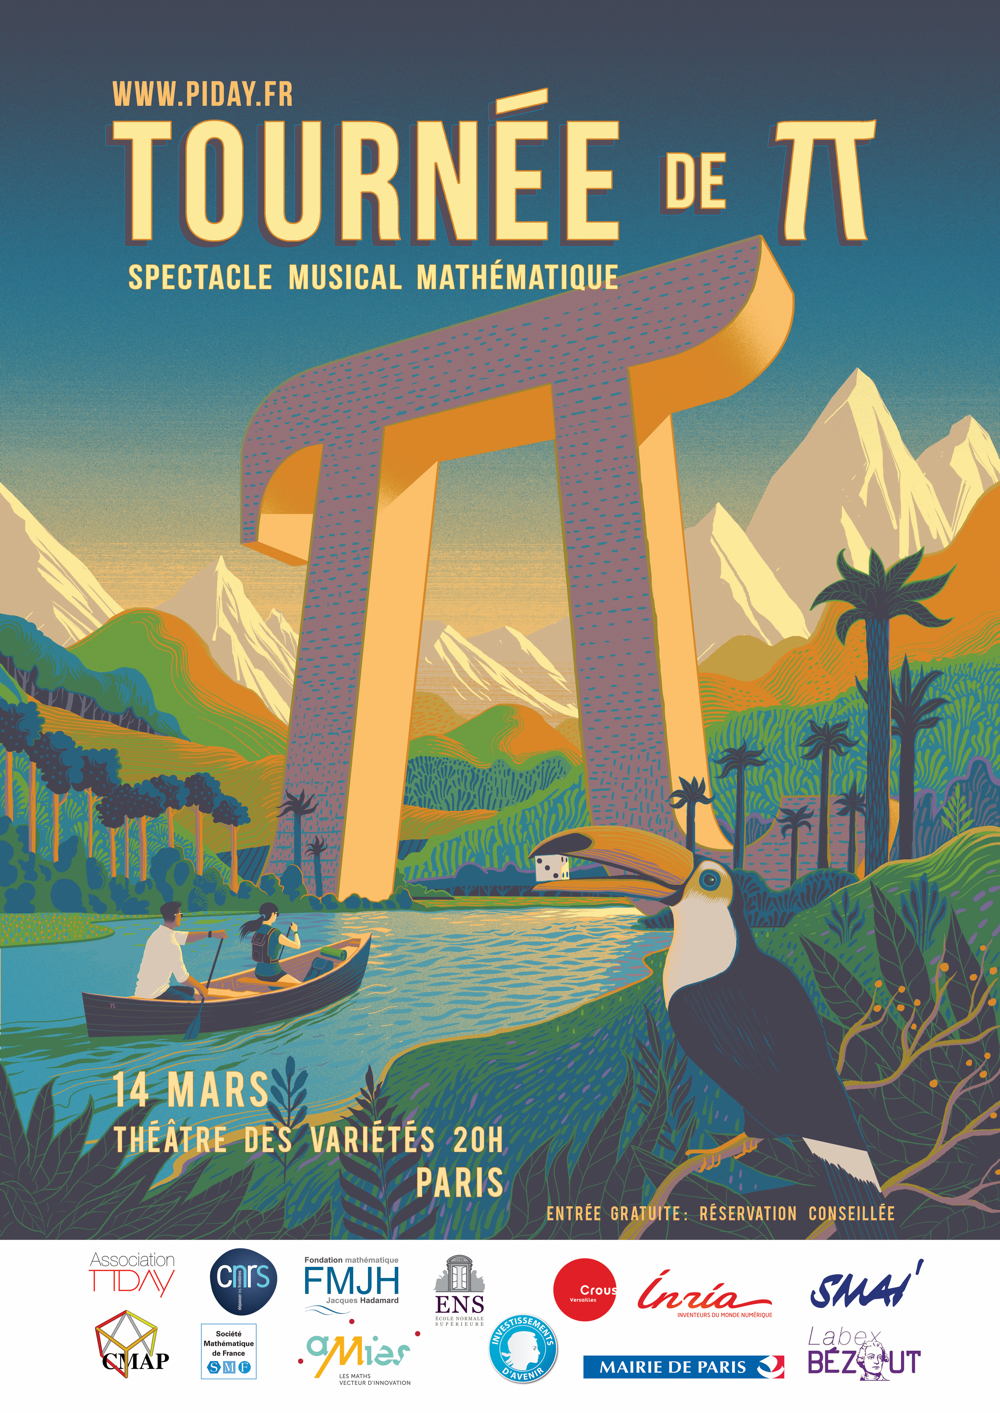 WWW.PIDAY.FR
TOURNÉE DE π
SPECTACLE MUSICAL MATHÉMATIQUE
14 MARS
THÉÂTRE DES VARIÉTÉS 20H
PARIS
ENTRÉE GRATUITE: RÉSERVATION CONSEILLÉE
Association
πDAY
cnrs
Fondation mathématique
FMJH
Jacques Hadamard
ENS
ÉCOLE NORMALE
SUPÉRIEURE
Crous
Versailles
Inria
INVENTEURS DU MONDE NUMÉRIQUE
SMAI
CMAP
Société
Mathématique
de France
SMF
aMies
LES MATHS
VECTEUR D'INNOVATION
INVESTISSEMENTS
D'AVENIR
MAIRIE DE PARIS
Labex
BÉZOUT